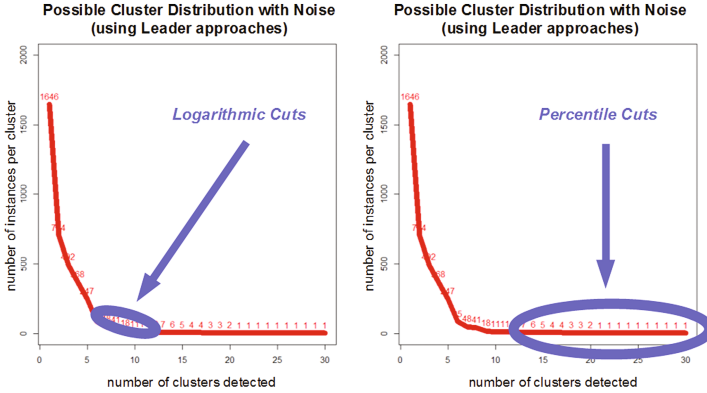 Possible Cluster Distribution with Noise
(using Leader approaches)
number of instances per cluster
2000
1500
1000
500
0
1646
Logarithmic Cuts
7 6 5 4 4 3 3 2 1 1 1 1 1 1 1 1 1 1
0 5 10 15 20 25 30
number of clusters detected
Possible Cluster Distribution with Noise
(using Leader approaches)
number of instances per cluster
2000
1500
1000
500
0
1646
Percentile Cuts
6 5 4 4 3 3 2 1 1 1 1 1 1 1 1 1 1
0 5 10 15 20 25 30
number of clusters detected